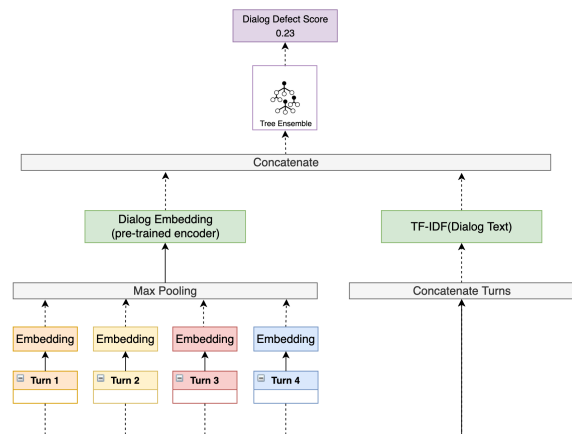 Dialog Defect Score
0.23
Tree Ensemble
Concatenate
Dialog Embedding
(pre-trained encoder)
TF-IDF(Dialog Text)
Max Pooling
Concatenate Turns
Embedding
Embedding
Embedding
Embedding
Turn 1
Turn 2
Turn 3
Turn 4